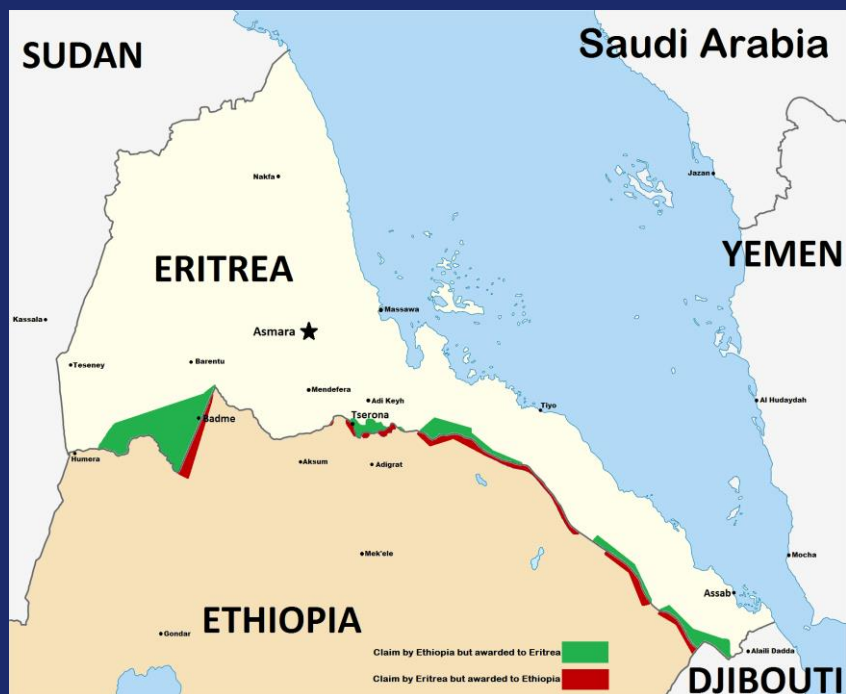 SUDAN
Saudi Arabia
Nakfa
Jazan
ERITREA
YEMEN
Kassala
Asmara
Massawa
Teseney
Barentu
Mendefera
Adi Keyh
Tiyo
Al Hudaydah
Badme
Tserona
Humera
Aksum
Adigrat
Mek'ele
Mocha
Assab
ETHIOPIA
Gondar
Claim by Ethiopia but awarded to Eritrea
Alaili Dadda
Claim by Eritrea but awarded to Ethiopia
DJIBOUTI